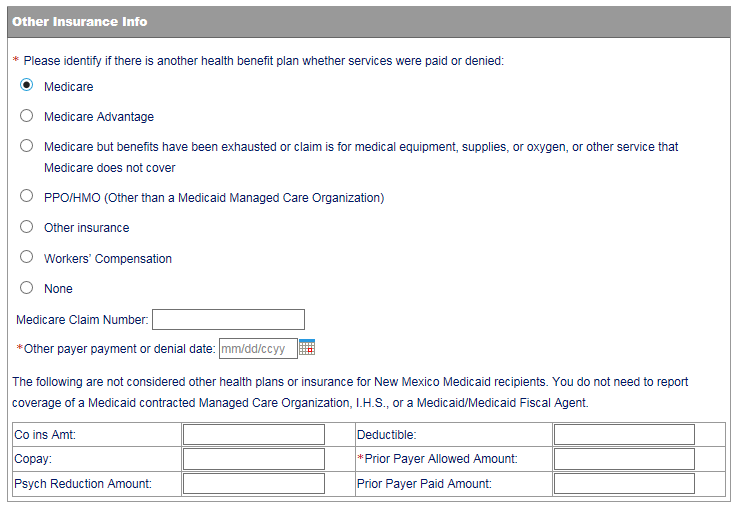 Other Insurance Info
* Please identify if there is another health benefit plan whether services were paid or denied:
Medicare
Medicare Advantage
Medicare but benefits have been exhausted or claim is for medical equipment, supplies, or oxygen, or other service that
Medicare does not cover
PPO/HMO (Other than a Medicaid Managed Care Organization)
Other insurance
Workers' Compensation
None
Medicare Claim Number:
*Other payer payment or denial date: mm/dd/ccyy
The following are not considered other health plans or insurance for New Mexico Medicaid recipients. You do not need to report
coverage of a Medicaid contracted Managed Care Organization, I.H.S., or a Medicaid/Medicaid Fiscal Agent.
Co ins Amt: Deductible:
Copay: *Prior Payer Allowed Amount:
Psych Reduction Amount: Prior Payer Paid Amount: